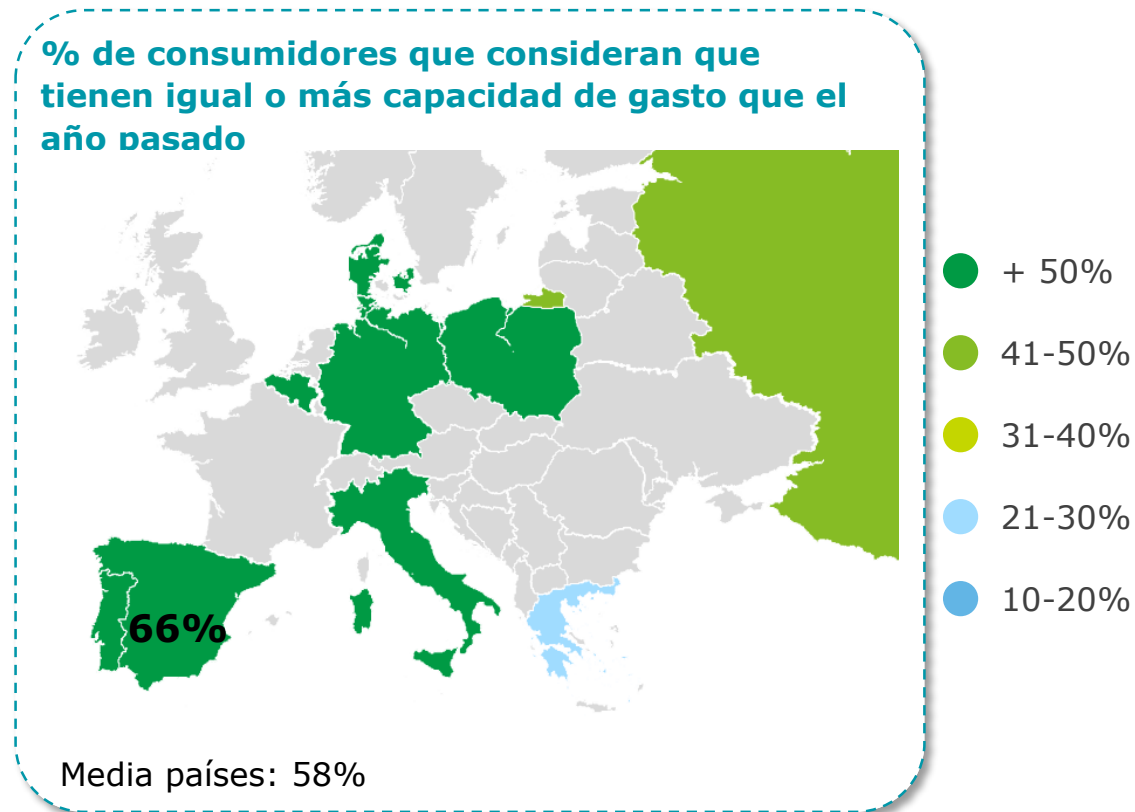 % de consumidores que consideran que
tienen igual o más capacidad de gasto que el
año pasado
+ 50%
41-50%
31-40%
21-30%
10-20%
66%
Media países: 58%